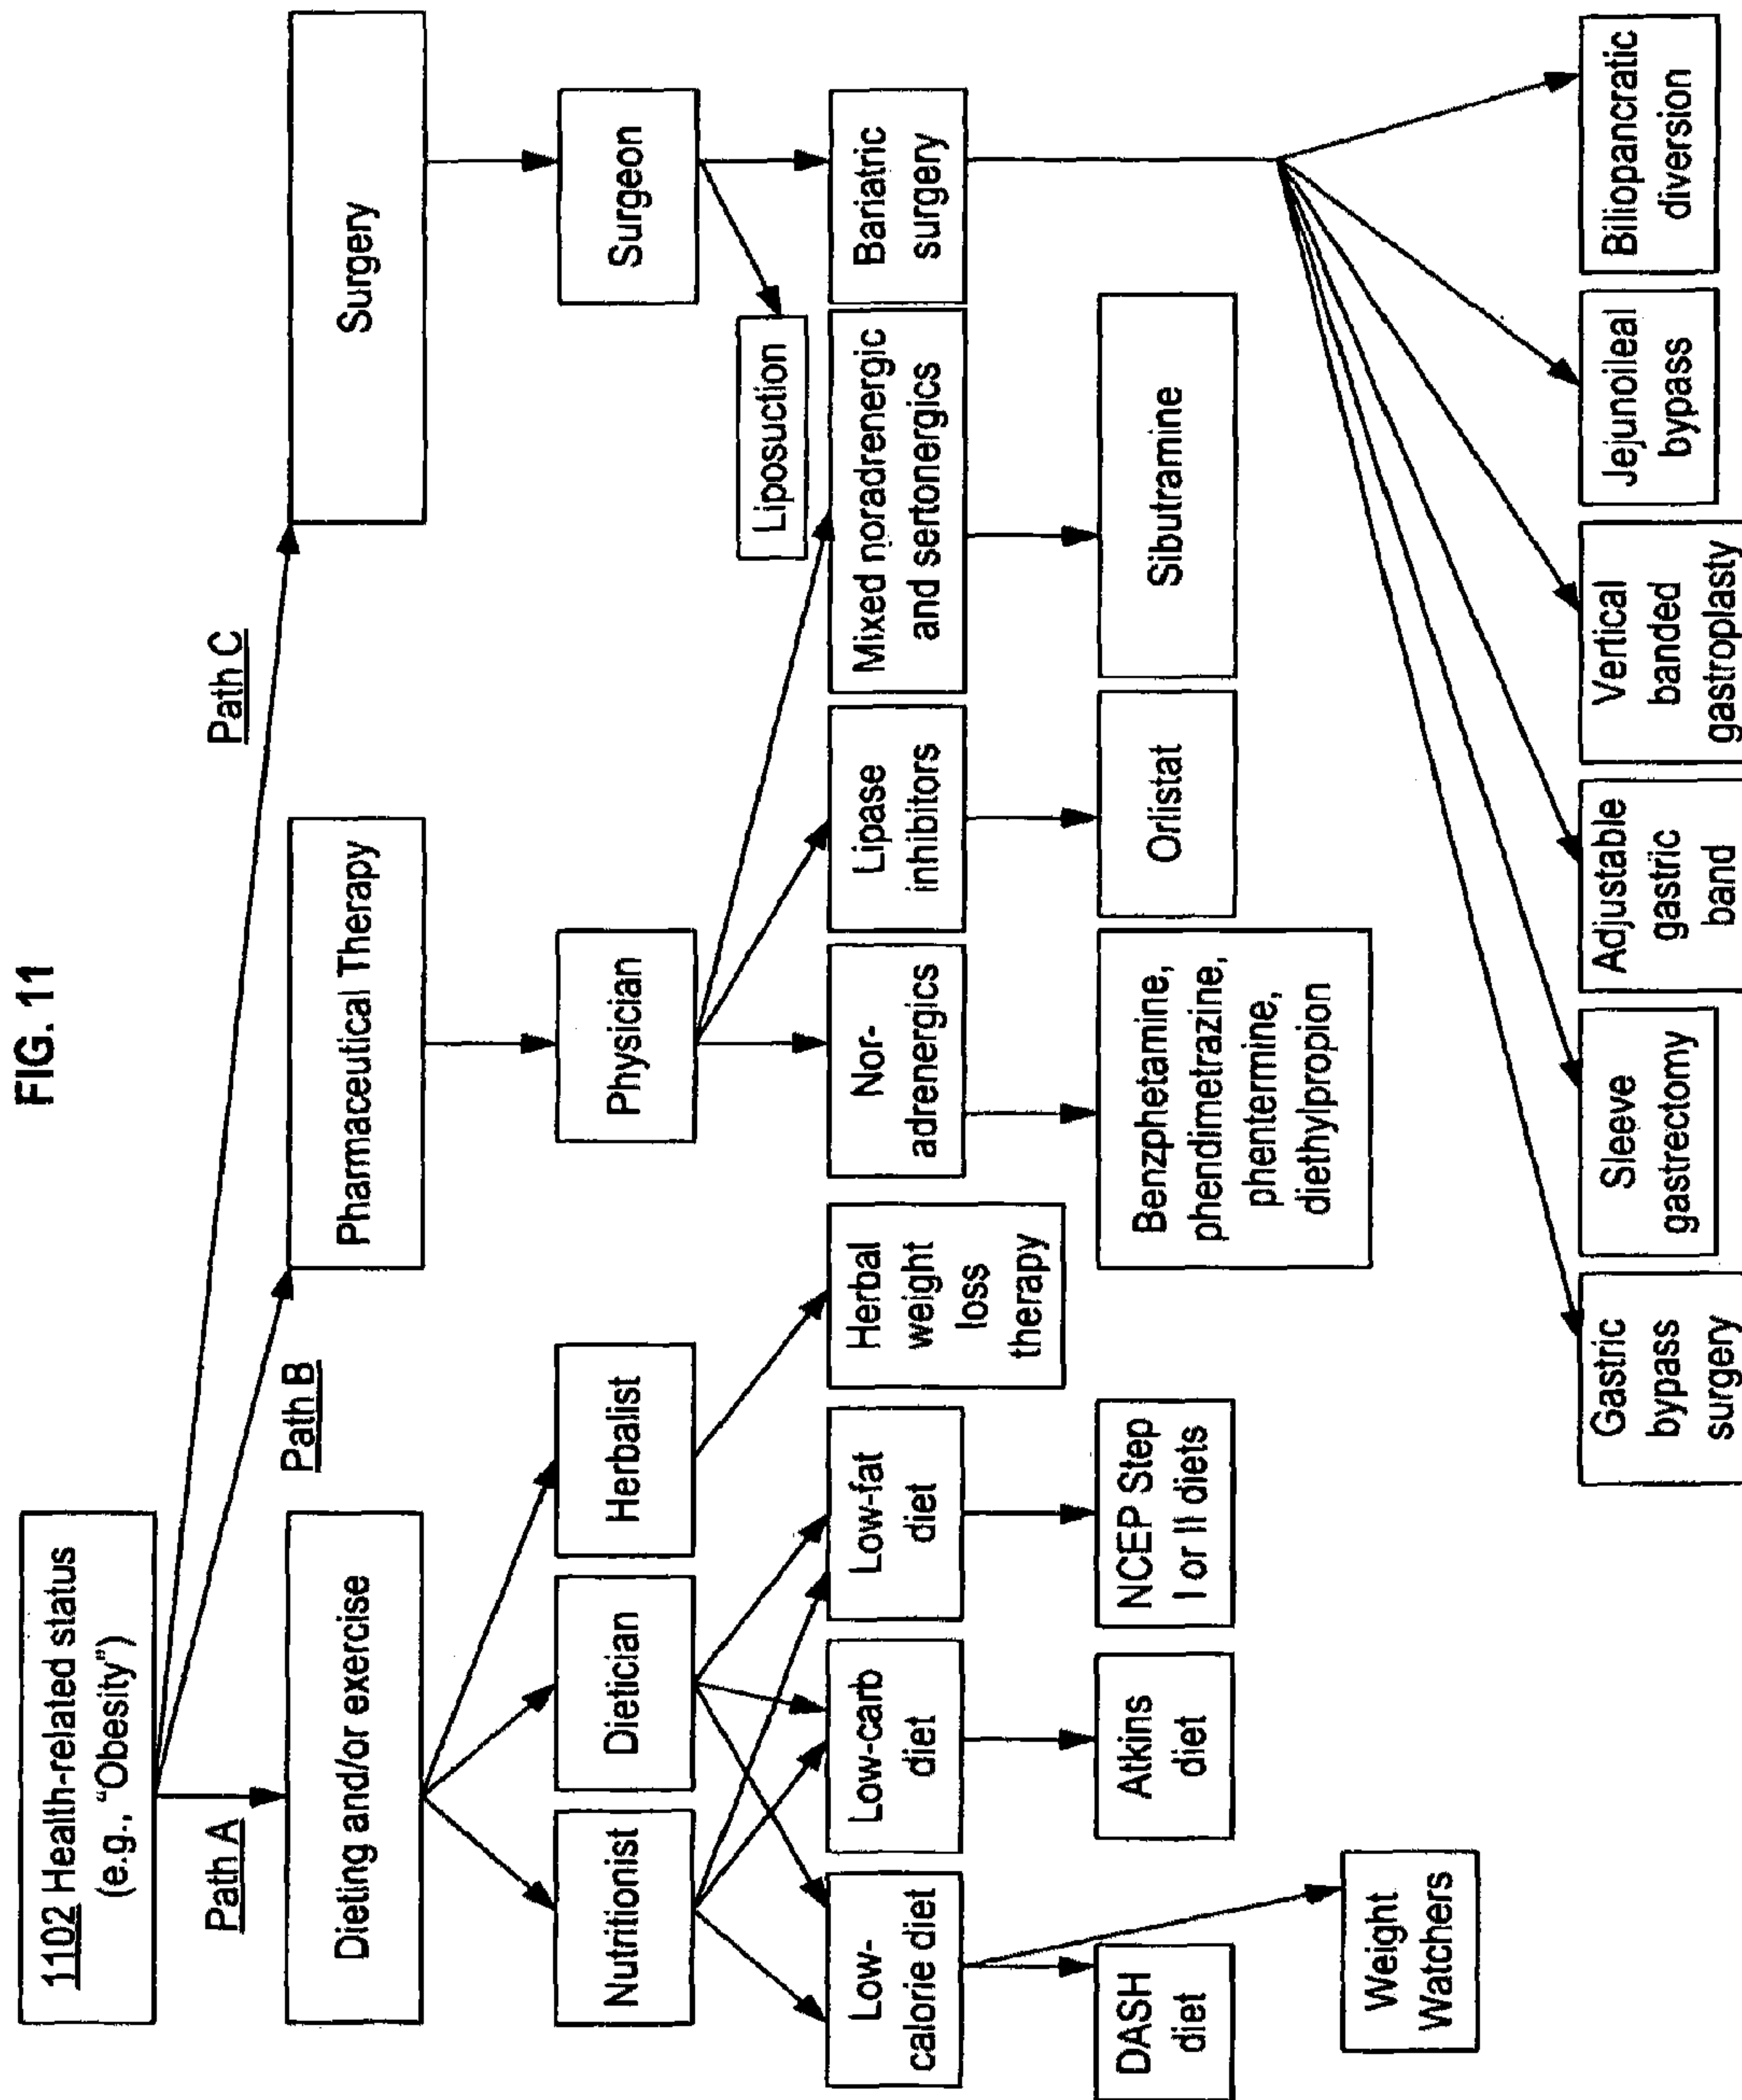 FIG. 11
1102 Health-related status
(e.g., "Obesity")
Path A
Path B
Path C
Dieting and/or exercise
Pharmaceutical Therapy
Surgery
Nutritionist
Dietician
Herbalist
Physician
Surgeon
Liposuction
Low-
calorie diet
Low-carb
diet
Low-fat
diet
Herbal
weight
loss
therapy
Nor-
adrenergics
Lipase
inhibitors
Mixed noradrenergic
and sertonergics
Bariatric
surgery
DASH
diet
Atkins
diet
NCEP Step
I or II diets
Benzphetamine,
phendimetrazine,
phentermine,
diethylpropion
Orlistat
Sibutramine
Weight
Watchers
Gastric
bypass
surgery
Sleeve
gastrectomy
Adjustable
gastric
band
Vertical
banded
gastroplasty
Jejunoileal
bypass
Biliopancratic
diversion